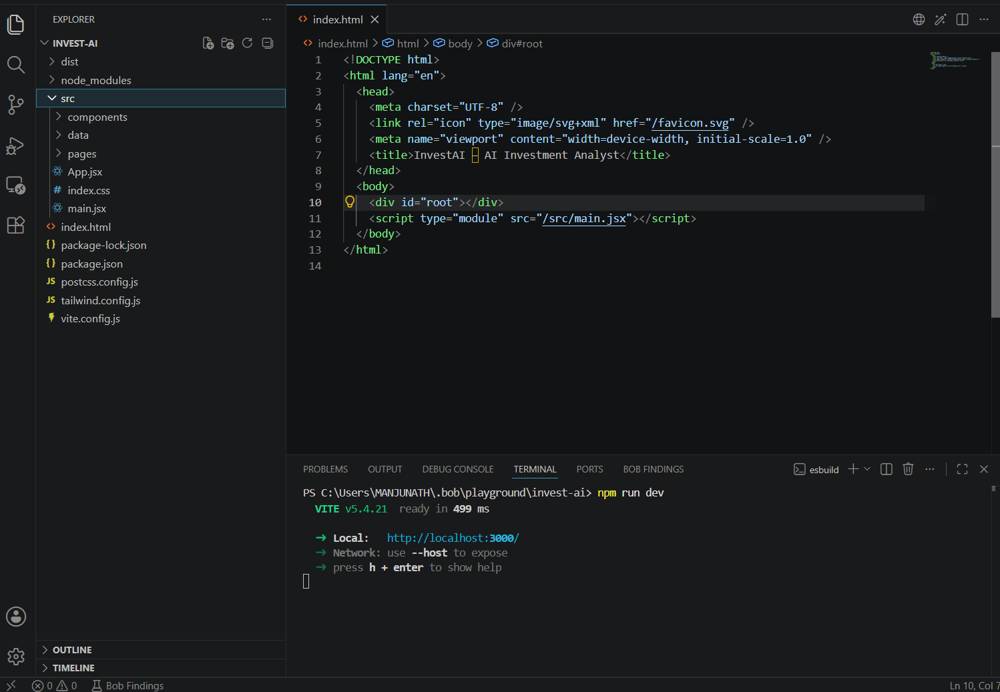 EXPLORER
INVEST-AI
dist
node_modules
src
components
data
pages
App.jsx
# index.css
main.jsx
<> index.html
{} package-lock.json
{} package.json
JS postcss.config.js
JS tailwind.config.js
vite.config.js
OUTLINE
TIMELINE
<> index.html
<> index.html > html > body > div#root
1 <!DOCTYPE html>
2 <html lang="en">
3 <head>
4 <meta charset="UTF-8" />
5 <link rel="icon" type="image/svg+xml" href="/favicon.svg" />
6 <meta name="viewport" content="width=device-width, initial-scale=1.0" />
7 <title>InvestAI – AI Investment Analyst</title>
8 </head>
9 <body>
10 <div id="root"></div>
11 <script type="module" src="/src/main.jsx"></script>
12 </body>
13 </html>
14
PROBLEMS OUTPUT DEBUG CONSOLE TERMINAL PORTS BOB FINDINGS esbuild
PS C:\Users\MANJUNATH\.bob\playground\invest-ai> npm run dev
VITE v5.4.21 ready in 499 ms
➜ Local: http://localhost:3000/
➜ Network: use --host to expose
➜ press h + enter to show help
0 0 Bob Findings Ln 10, Col 7